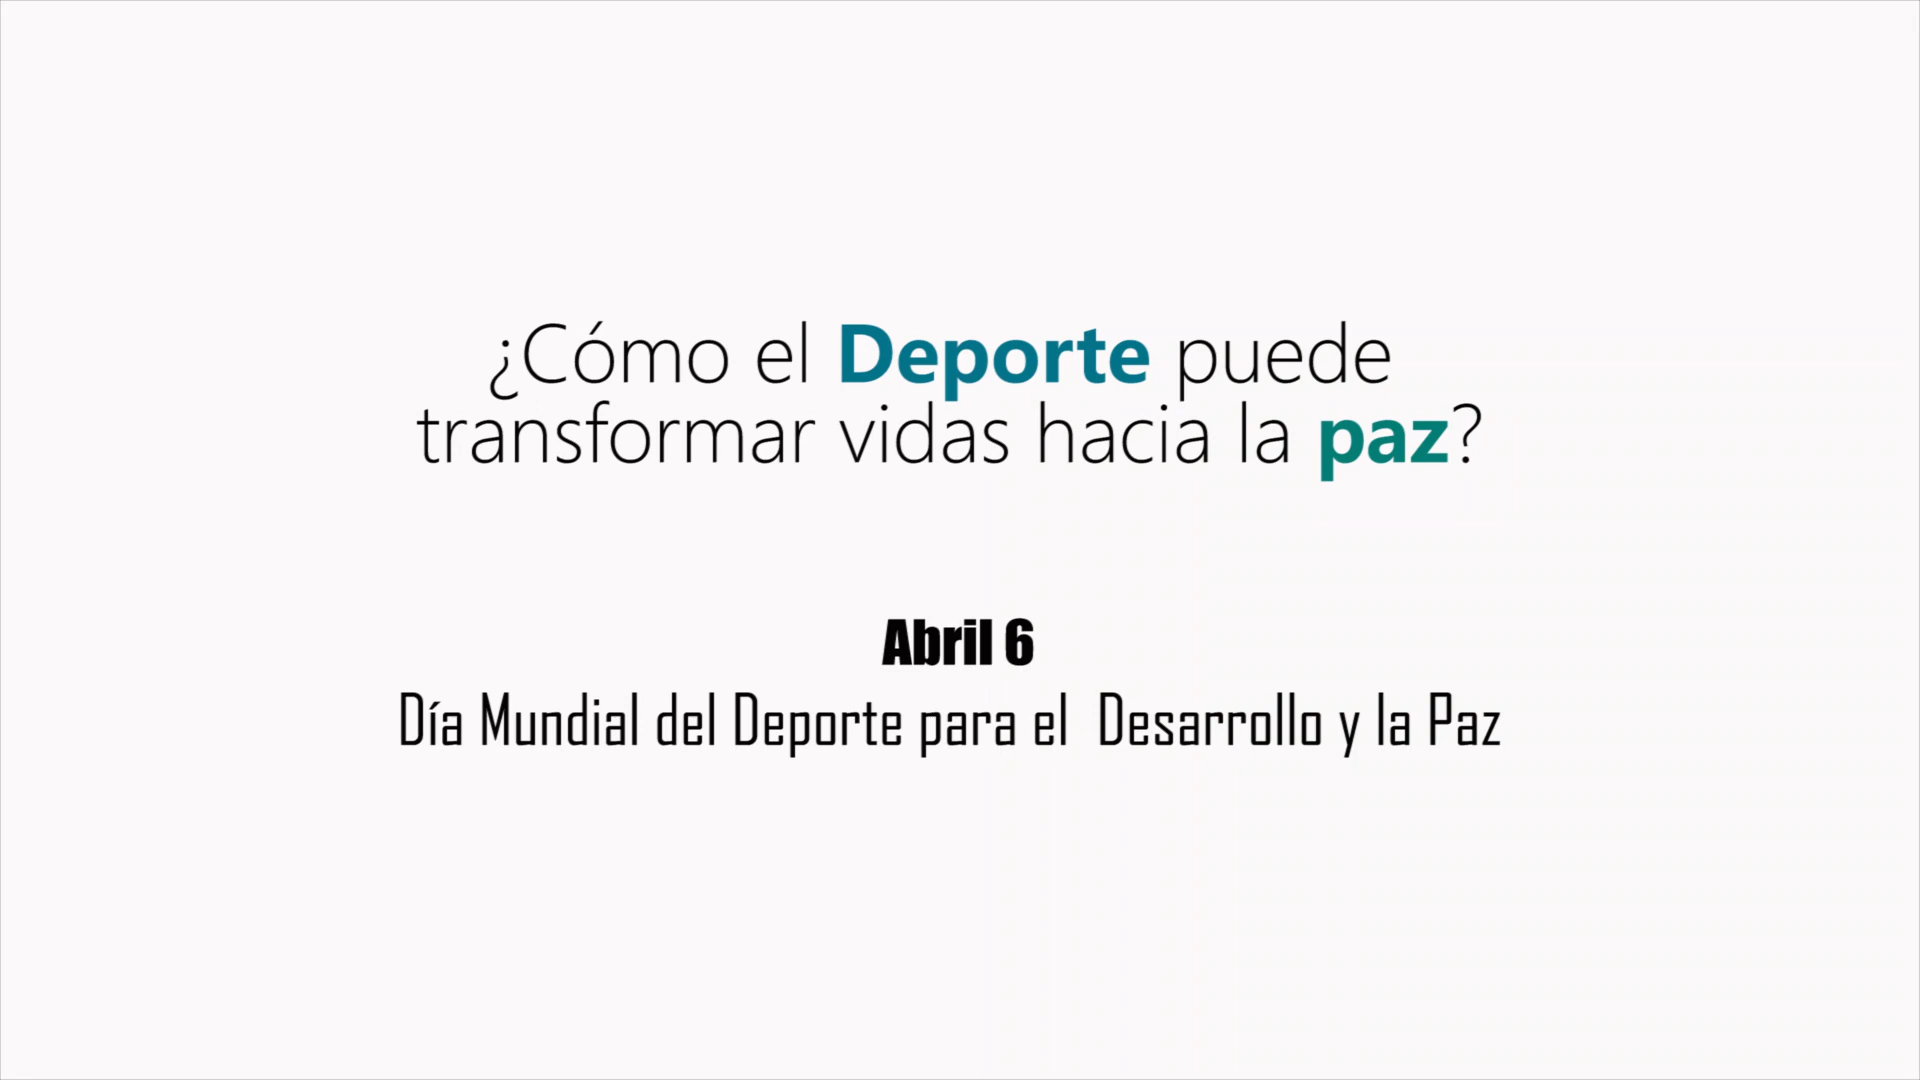 ¿Cómo el Deporte puede
transformar vidas hacia la paz?
Abril 6
Día Mundial del Deporte para el Desarrollo y la Paz